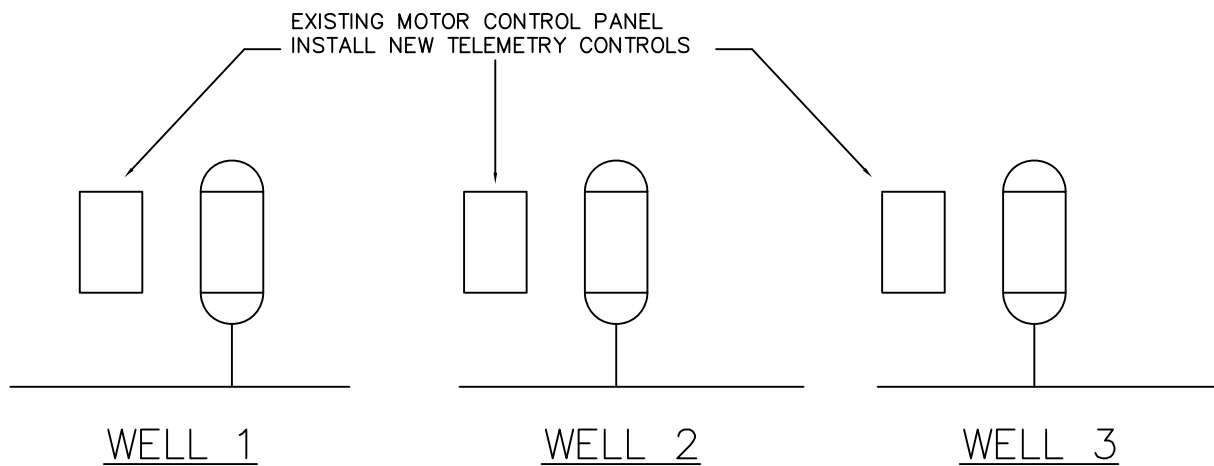 EXISTING MOTOR CONTROL PANEL
INSTALL NEW TELEMETRY CONTROLS
WELL 1
WELL 2
WELL 3